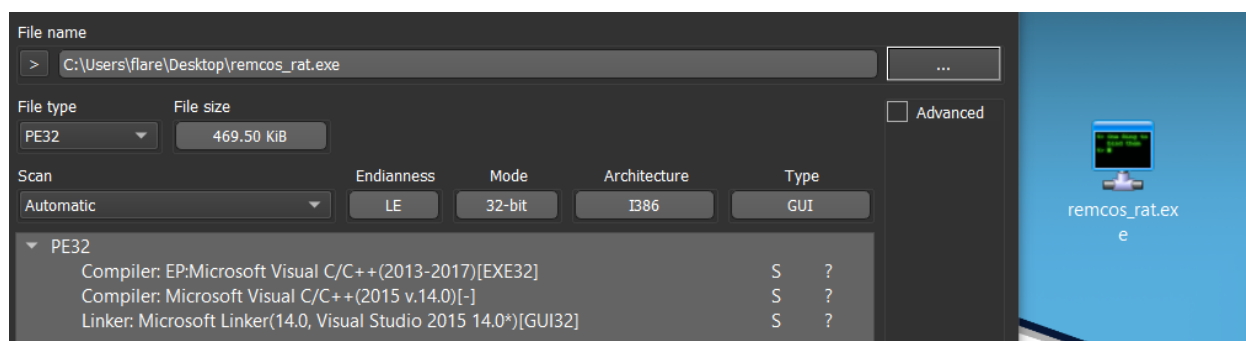 File name
> C:\Users\flare\Desktop\remcos_rat.exe ...
File type File size
PE32 469.50 KiB
Advanced
Scan Endianness Mode Architecture Type
Automatic LE 32-bit I386 GUI
PE32
Compiler: EP:Microsoft Visual C/C++(2013-2017)[EXE32] S ?
Compiler: Microsoft Visual C/C++(2015 v.14.0)[-] S ?
Linker: Microsoft Linker(14.0, Visual Studio 2015 14.0*)[GUI32] S ?
remcos_rat.ex
e